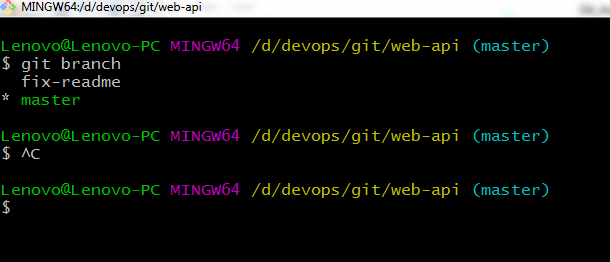 MINGW64:/d/devops/git/web-api
Lenovo@Lenovo-PC MINGW64 /d/devops/git/web-api (master)
$ git branch
  fix-readme
* master
Lenovo@Lenovo-PC MINGW64 /d/devops/git/web-api (master)
$ ^C
Lenovo@Lenovo-PC MINGW64 /d/devops/git/web-api (master)
$